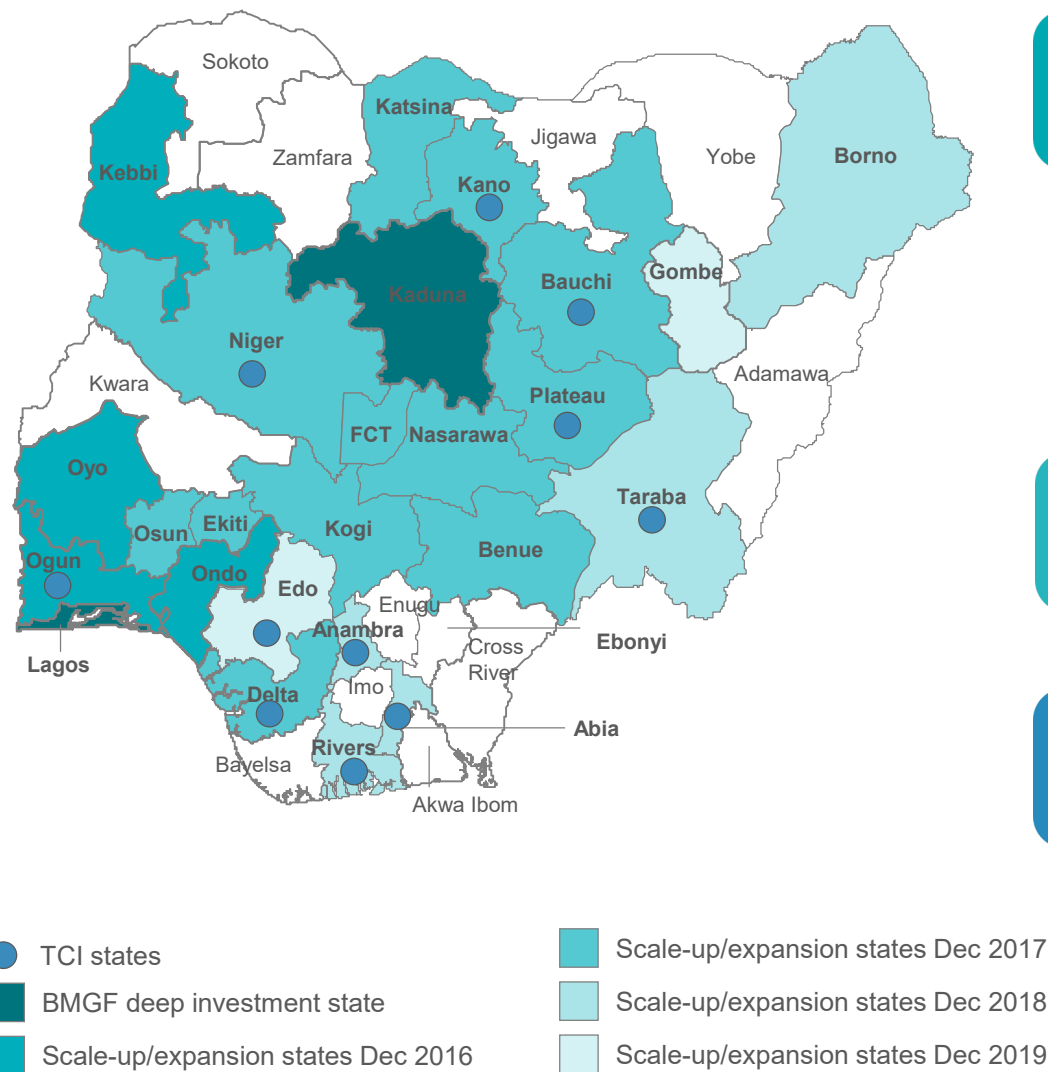 Sokoto
Katsina
Jigawa
Zamfara
Yobe
Borno
Kebbi
Kano
Gombe
Bauchi
Kaduna
Niger
Adamawa
Kwara
Plateau
FCT
Nasarawa
Oyo
Taraba
Osun
Ekiti
Kogi
Benue
Ogun
Ondo
Edo
Enugu
Anambra
Ebonyi
Cross
River
Lagos
Imo
Delta
Abia
Rivers
Bayelsa
Akwa Ibom
TCI states
BMGF deep investment state
Scale-up/expansion states Dec 2016
Scale-up/expansion states Dec 2017
Scale-up/expansion states Dec 2018
Scale-up/expansion states Dec 2019